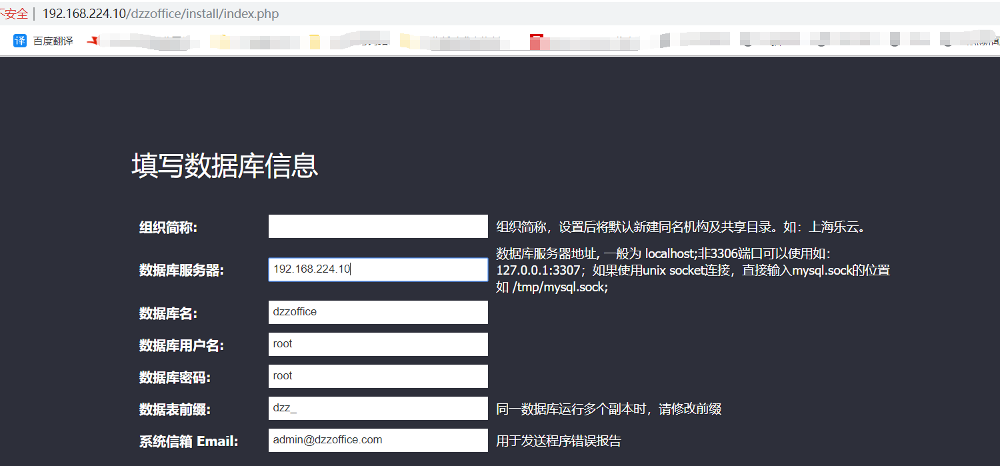 不安全 192.168.224.10/dzzoffice/install/index.php
译 百度翻译
填写数据库信息
组织简称: 组织简称，设置后将默认新建同名机构及共享目录。如：上海乐云。
数据库服务器: 192.168.224.10 数据库服务器地址, 一般为 localhost;非3306端口可以使用如：
127.0.0.1:3307；如果使用unix socket连接，直接输入mysql.sock的位置
如 /tmp/mysql.sock;
数据库名: dzzoffice
数据库用户名: root
数据库密码: root
数据表前缀: dzz_ 同一数据库运行多个副本时，请修改前缀
系统信箱 Email: admin@dzzoffice.com 用于发送程序错误报告